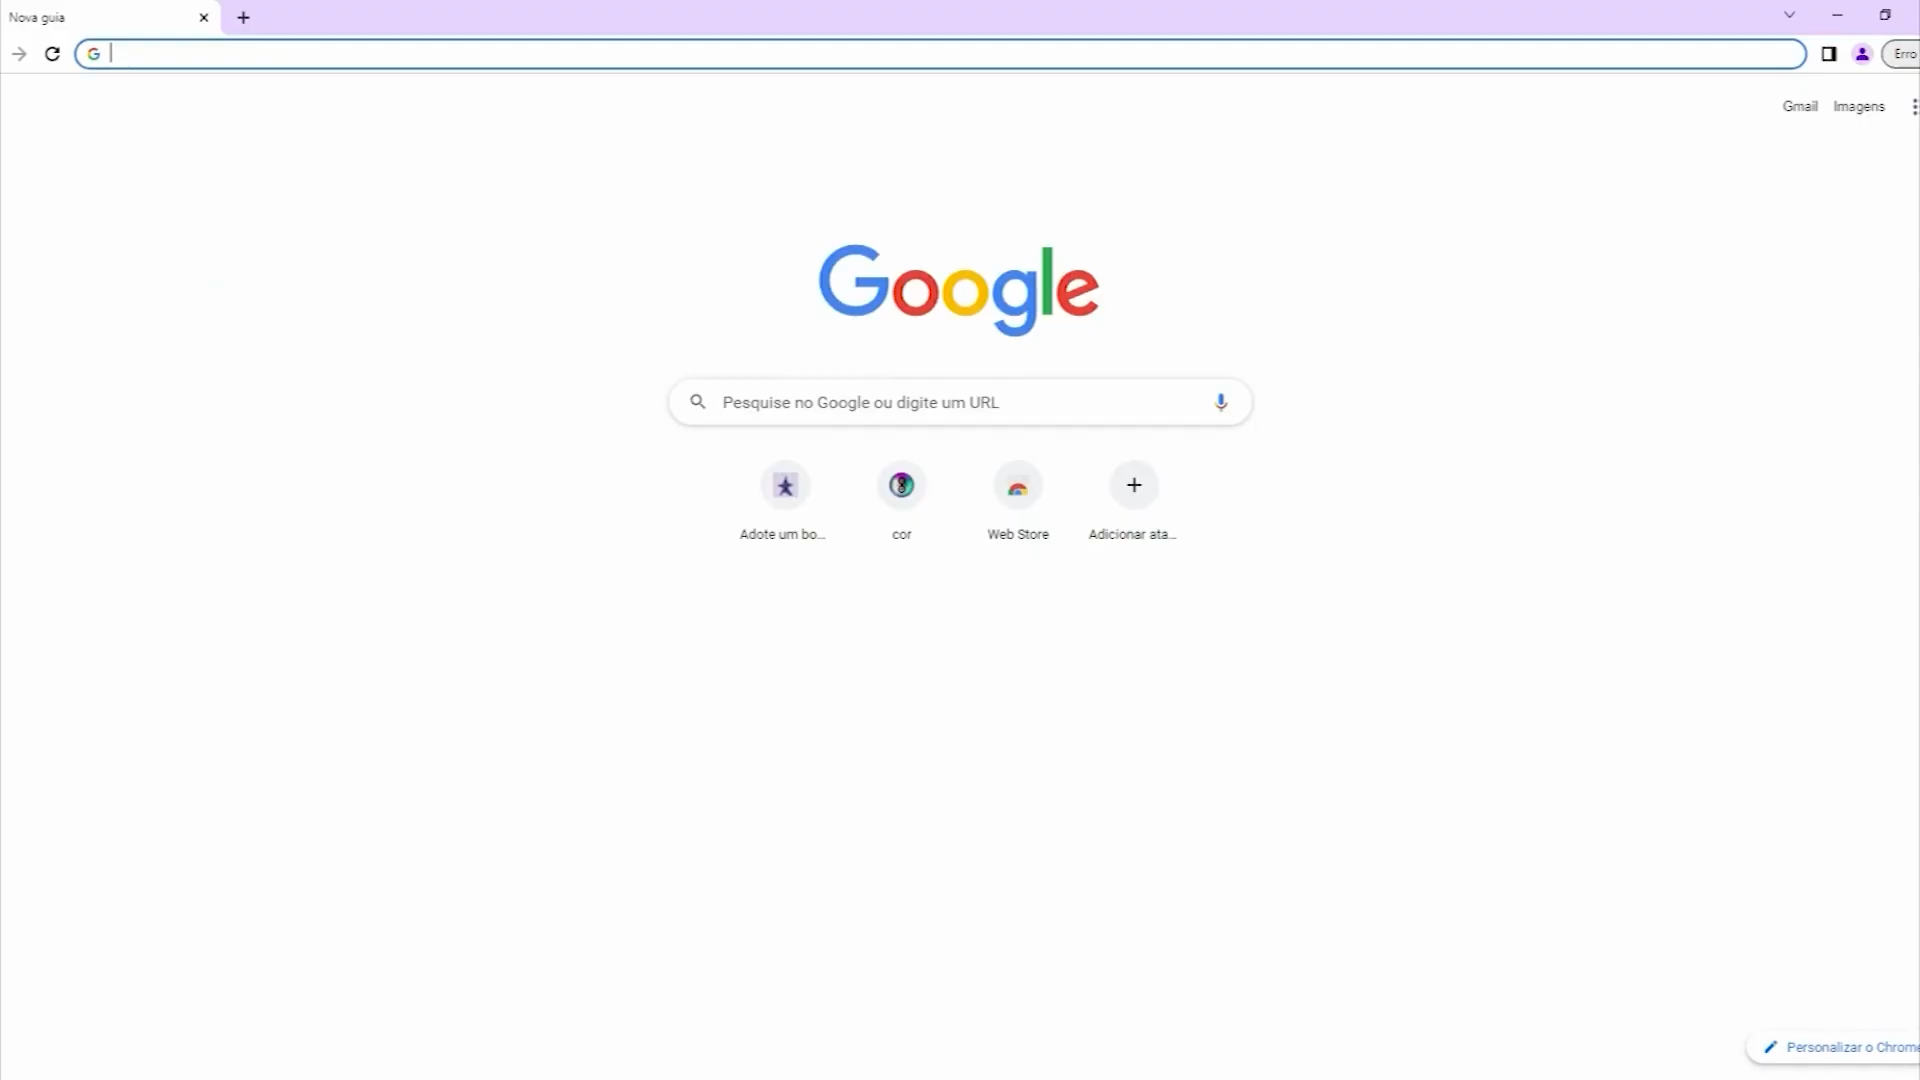 Nova guia
Erro
Gmail Imagens
Google
Pesquise no Google ou digite um URL
Adote um bo... cor Web Store Adicionar ata...
Personalizar o Chrome